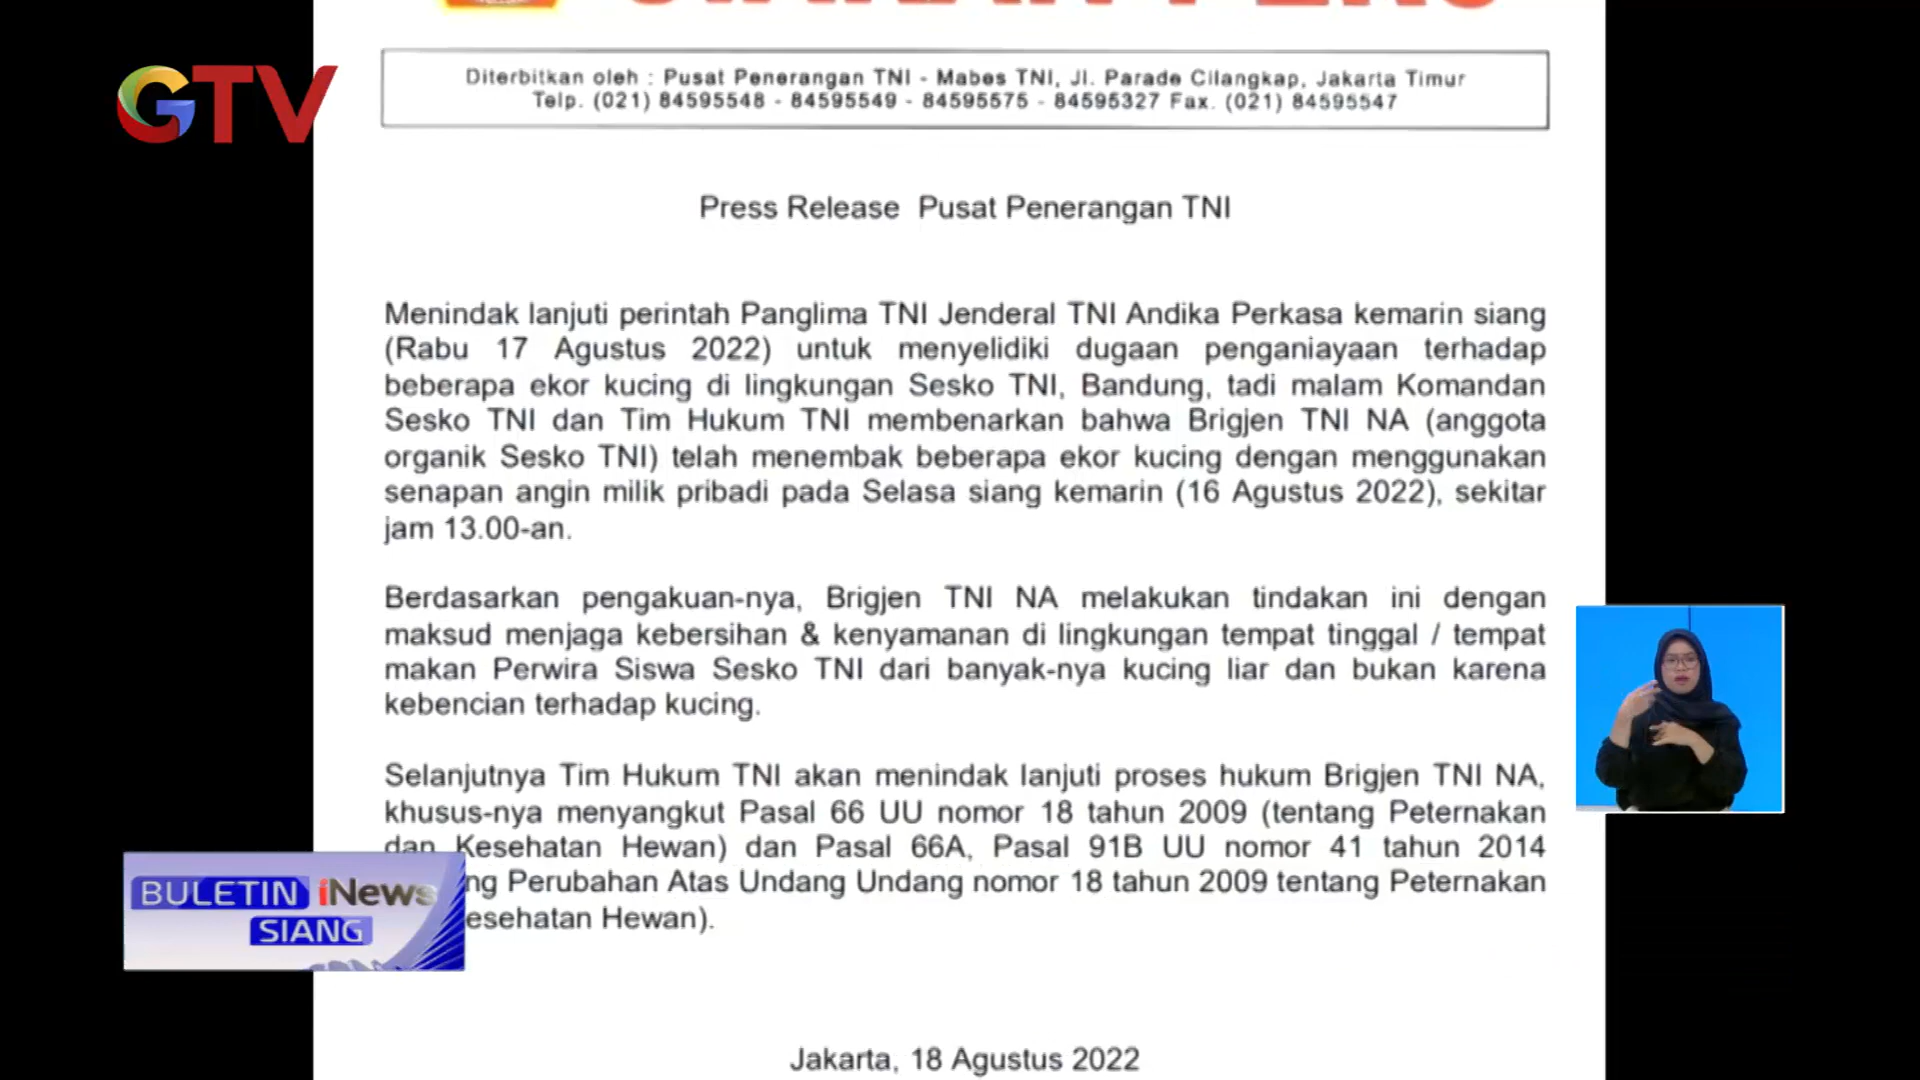 GTV
Diterbitkan oleh : Pusat Penerangan TNI - Mabes TNI, Jl. Parade Cilangkap, Jakarta Timur
Telp. (021) 84595548 - 84595549 - 84595575 - 84595327 Fax. (021) 84595547
Press Release Pusat Penerangan TNI
Menindak lanjuti perintah Panglima TNI Jenderal TNI Andika Perkasa kemarin siang
(Rabu 17 Agustus 2022) untuk menyelidiki dugaan penganiayaan terhadap
beberapa ekor kucing di lingkungan Sesko TNI, Bandung, tadi malam Komandan
Sesko TNI dan Tim Hukum TNI membenarkan bahwa Brigjen TNI NA (anggota
organik Sesko TNI) telah menembak beberapa ekor kucing dengan menggunakan
senapan angin milik pribadi pada Selasa siang kemarin (16 Agustus 2022), sekitar
jam 13.00-an.
Berdasarkan pengakuan-nya, Brigjen TNI NA melakukan tindakan ini dengan
maksud menjaga kebersihan & kenyamanan di lingkungan tempat tinggal / tempat
makan Perwira Siswa Sesko TNI dari banyak-nya kucing liar dan bukan karena
kebencian terhadap kucing.
Selanjutnya Tim Hukum TNI akan menindak lanjuti proses hukum Brigjen TNI NA,
khusus-nya menyangkut Pasal 66 UU nomor 18 tahun 2009 (tentang Peternakan
dan Kesehatan Hewan) dan Pasal 66A, Pasal 91B UU nomor 41 tahun 2014
ng Perubahan Atas Undang Undang nomor 18 tahun 2009 tentang Peternakan
esehatan Hewan).
BULETIN iNews
SIANG
Jakarta, 18 Agustus 2022